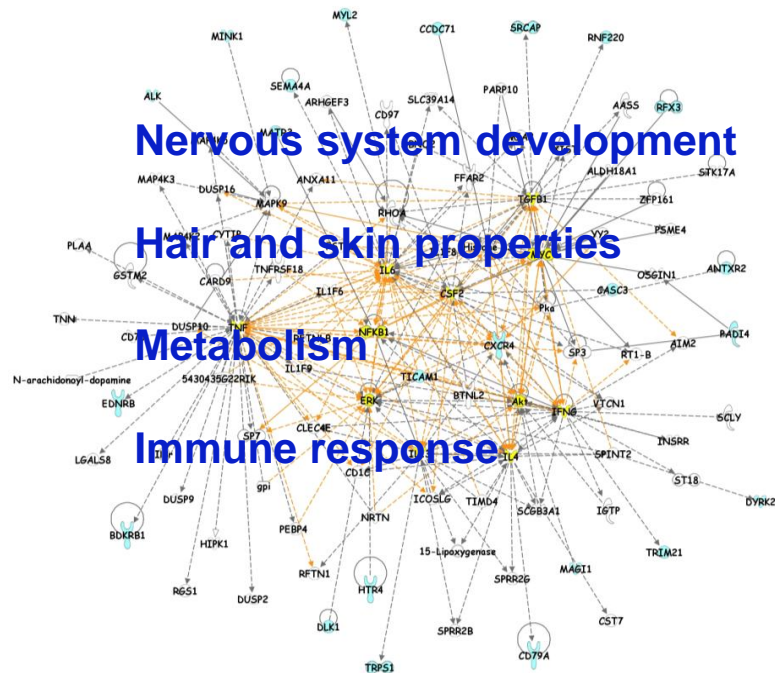 MYL2
CCDC71
SRCAP
RNF220
MINK1
SEMA4A
ARHGEF3
CD97
SLC39A14
PARP10
AASS
RFX3
ALK
Nervous system development
MAP4K3
DUSP16
ANXA11
FFAR2
ALDH18A1
STK17A
MAPK9
RHOA
TGFB1
ZFP161
PSME4
PLAA
GSTM2
Hair and skin properties
CARD9
TNFRSF18
IL6
OSGIN1
ANTXR2
IL1F6
CSF2
CASC3
Pka
TNN
DUSP10
TNF
NFKB1
PADI4
Metabolism
CXCR4
SP3
RT1-B
AIM2
N-arachidonoyl-dopamine
5430435G22RIK
IL1F9
TICAM1
EDNRB
ERK
BTNL2
Akt
IFNG
VTCN1
SCLY
SP7
CLEC4E
INSRR
Immune response
LGALS8
IL4
SPINT2
DUSP9
gpi
ICOSLG
TIMD4
SCGB3A1
IGTP
ST18
DYRK2
BDKRB1
HIPK1
PEBP4
NRTN
15-Lipoxygenase
TRIM21
RGS1
DUSP2
RFTN1
HTR4
SPRR2G
MAGI1
DLK1
SPRR2B
CST7
TRPS1
CD79A